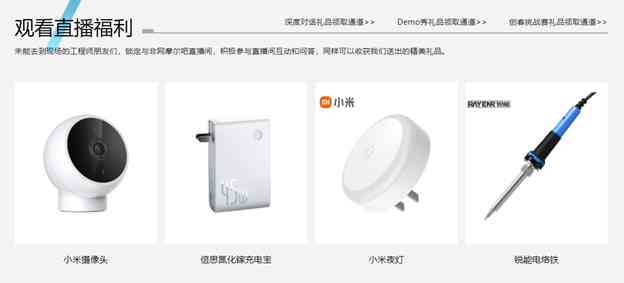 观看直播福利
深度对话礼品领取通道>>
Demo秀礼品领取通道>>
创客挑战赛礼品领取通道>>
未能去到现场的工程师朋友们，锁定与非网摩尔吧直播间，积极参与直播间互动和问答，同样可以收获我们送出的精美礼品。
小米
45W
小米摄像头
倍思氮化镓充电宝
小米夜灯
锐能电烙铁